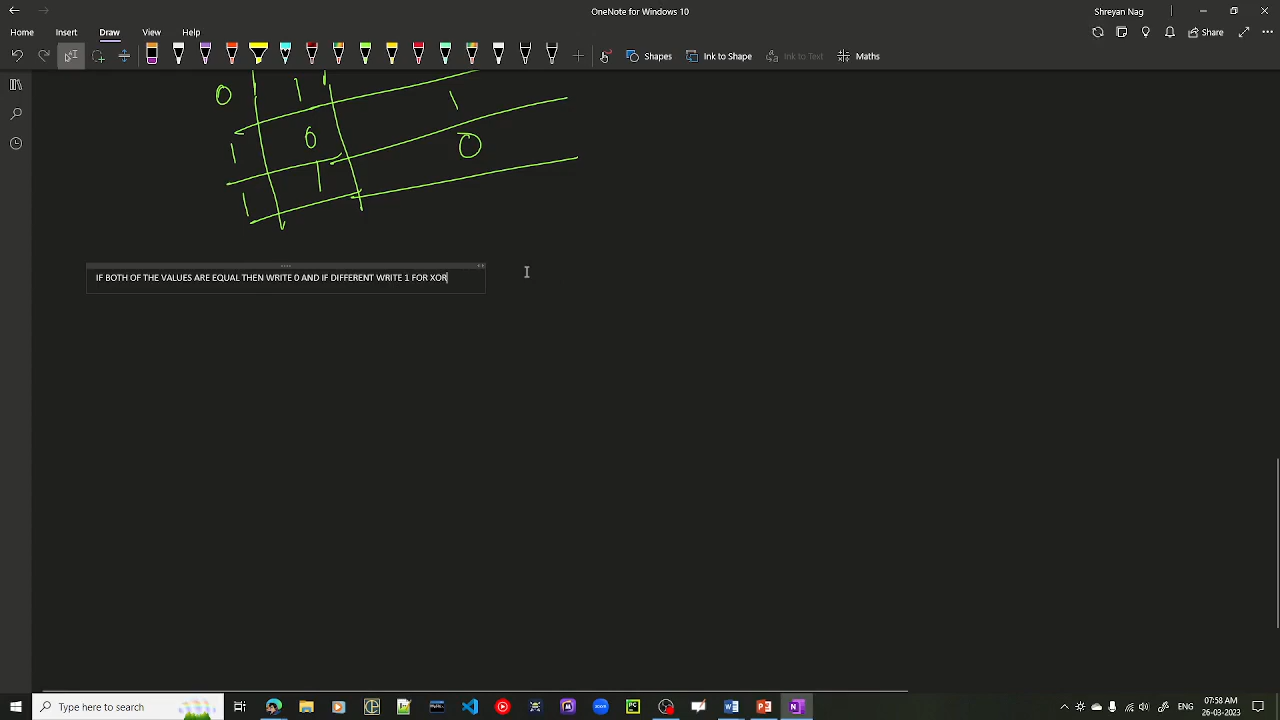 OneNote for Windows 10
Shreyan Nag
Home Insert Draw View Help
Share
Shapes Ink to Shape Ink to Text Maths
0 1
1
1 0
0
1 1
IF BOTH OF THE VALUES ARE EQUAL THEN WRITE 0 AND IF DIFFERENT WRITE 1 FOR XOR
Type here to search
ENG
07:58 AM
26-03-2023